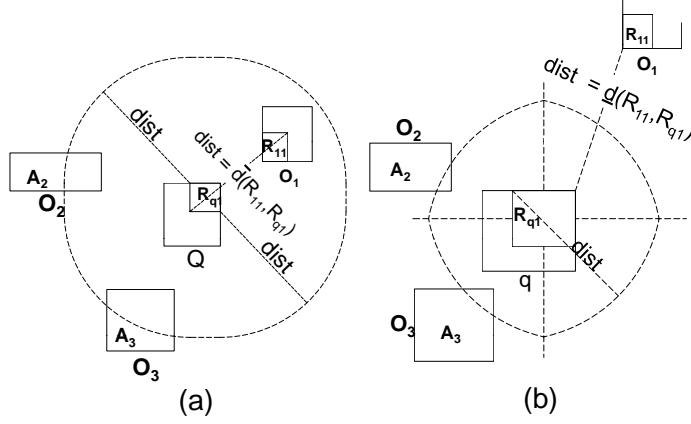 dist
dist = d̅(R11, Rq1)
R11
O1
A2
O2
Rq1
Q
dist
A3
O3
(a)
R11
O1
dist = d̲(R11, Rq1)
O2
A2
Rq1
dist
q
O3
A3
(b)